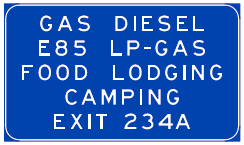 GAS DIESEL
E85 LP-GAS
FOOD LODGING
CAMPING
EXIT 234A